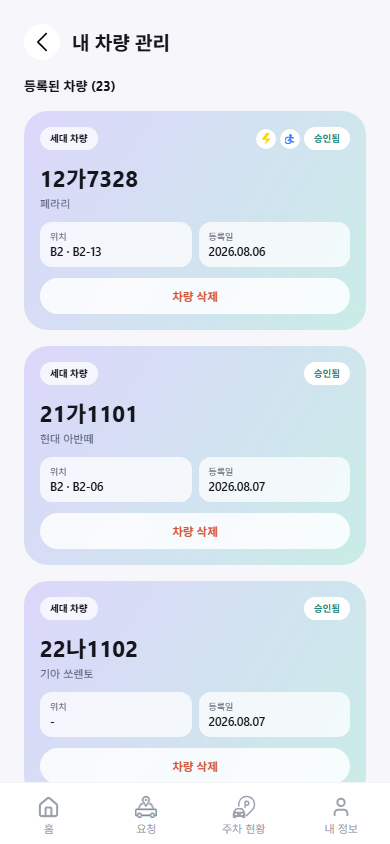 내 차량 관리
등록된 차량 (23)
세대 차량
승인됨
12가7328
페라리
위치
등록일
B2 · B2-13
2026.08.06
차량 삭제
세대 차량
승인됨
21가1101
현대 아반떼
위치
등록일
B2 · B2-06
2026.08.07
차량 삭제
세대 차량
승인됨
22나1102
기아 쏘렌토
위치
등록일
-
2026.08.07
차량 삭제
P
홈
요청
주차 현황
내 정보